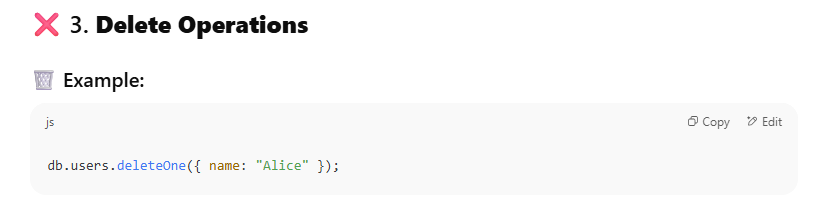 ❌ 3. Delete Operations
🗑️ Example:
js Copy Edit
db.users.deleteOne({ name: "Alice" });